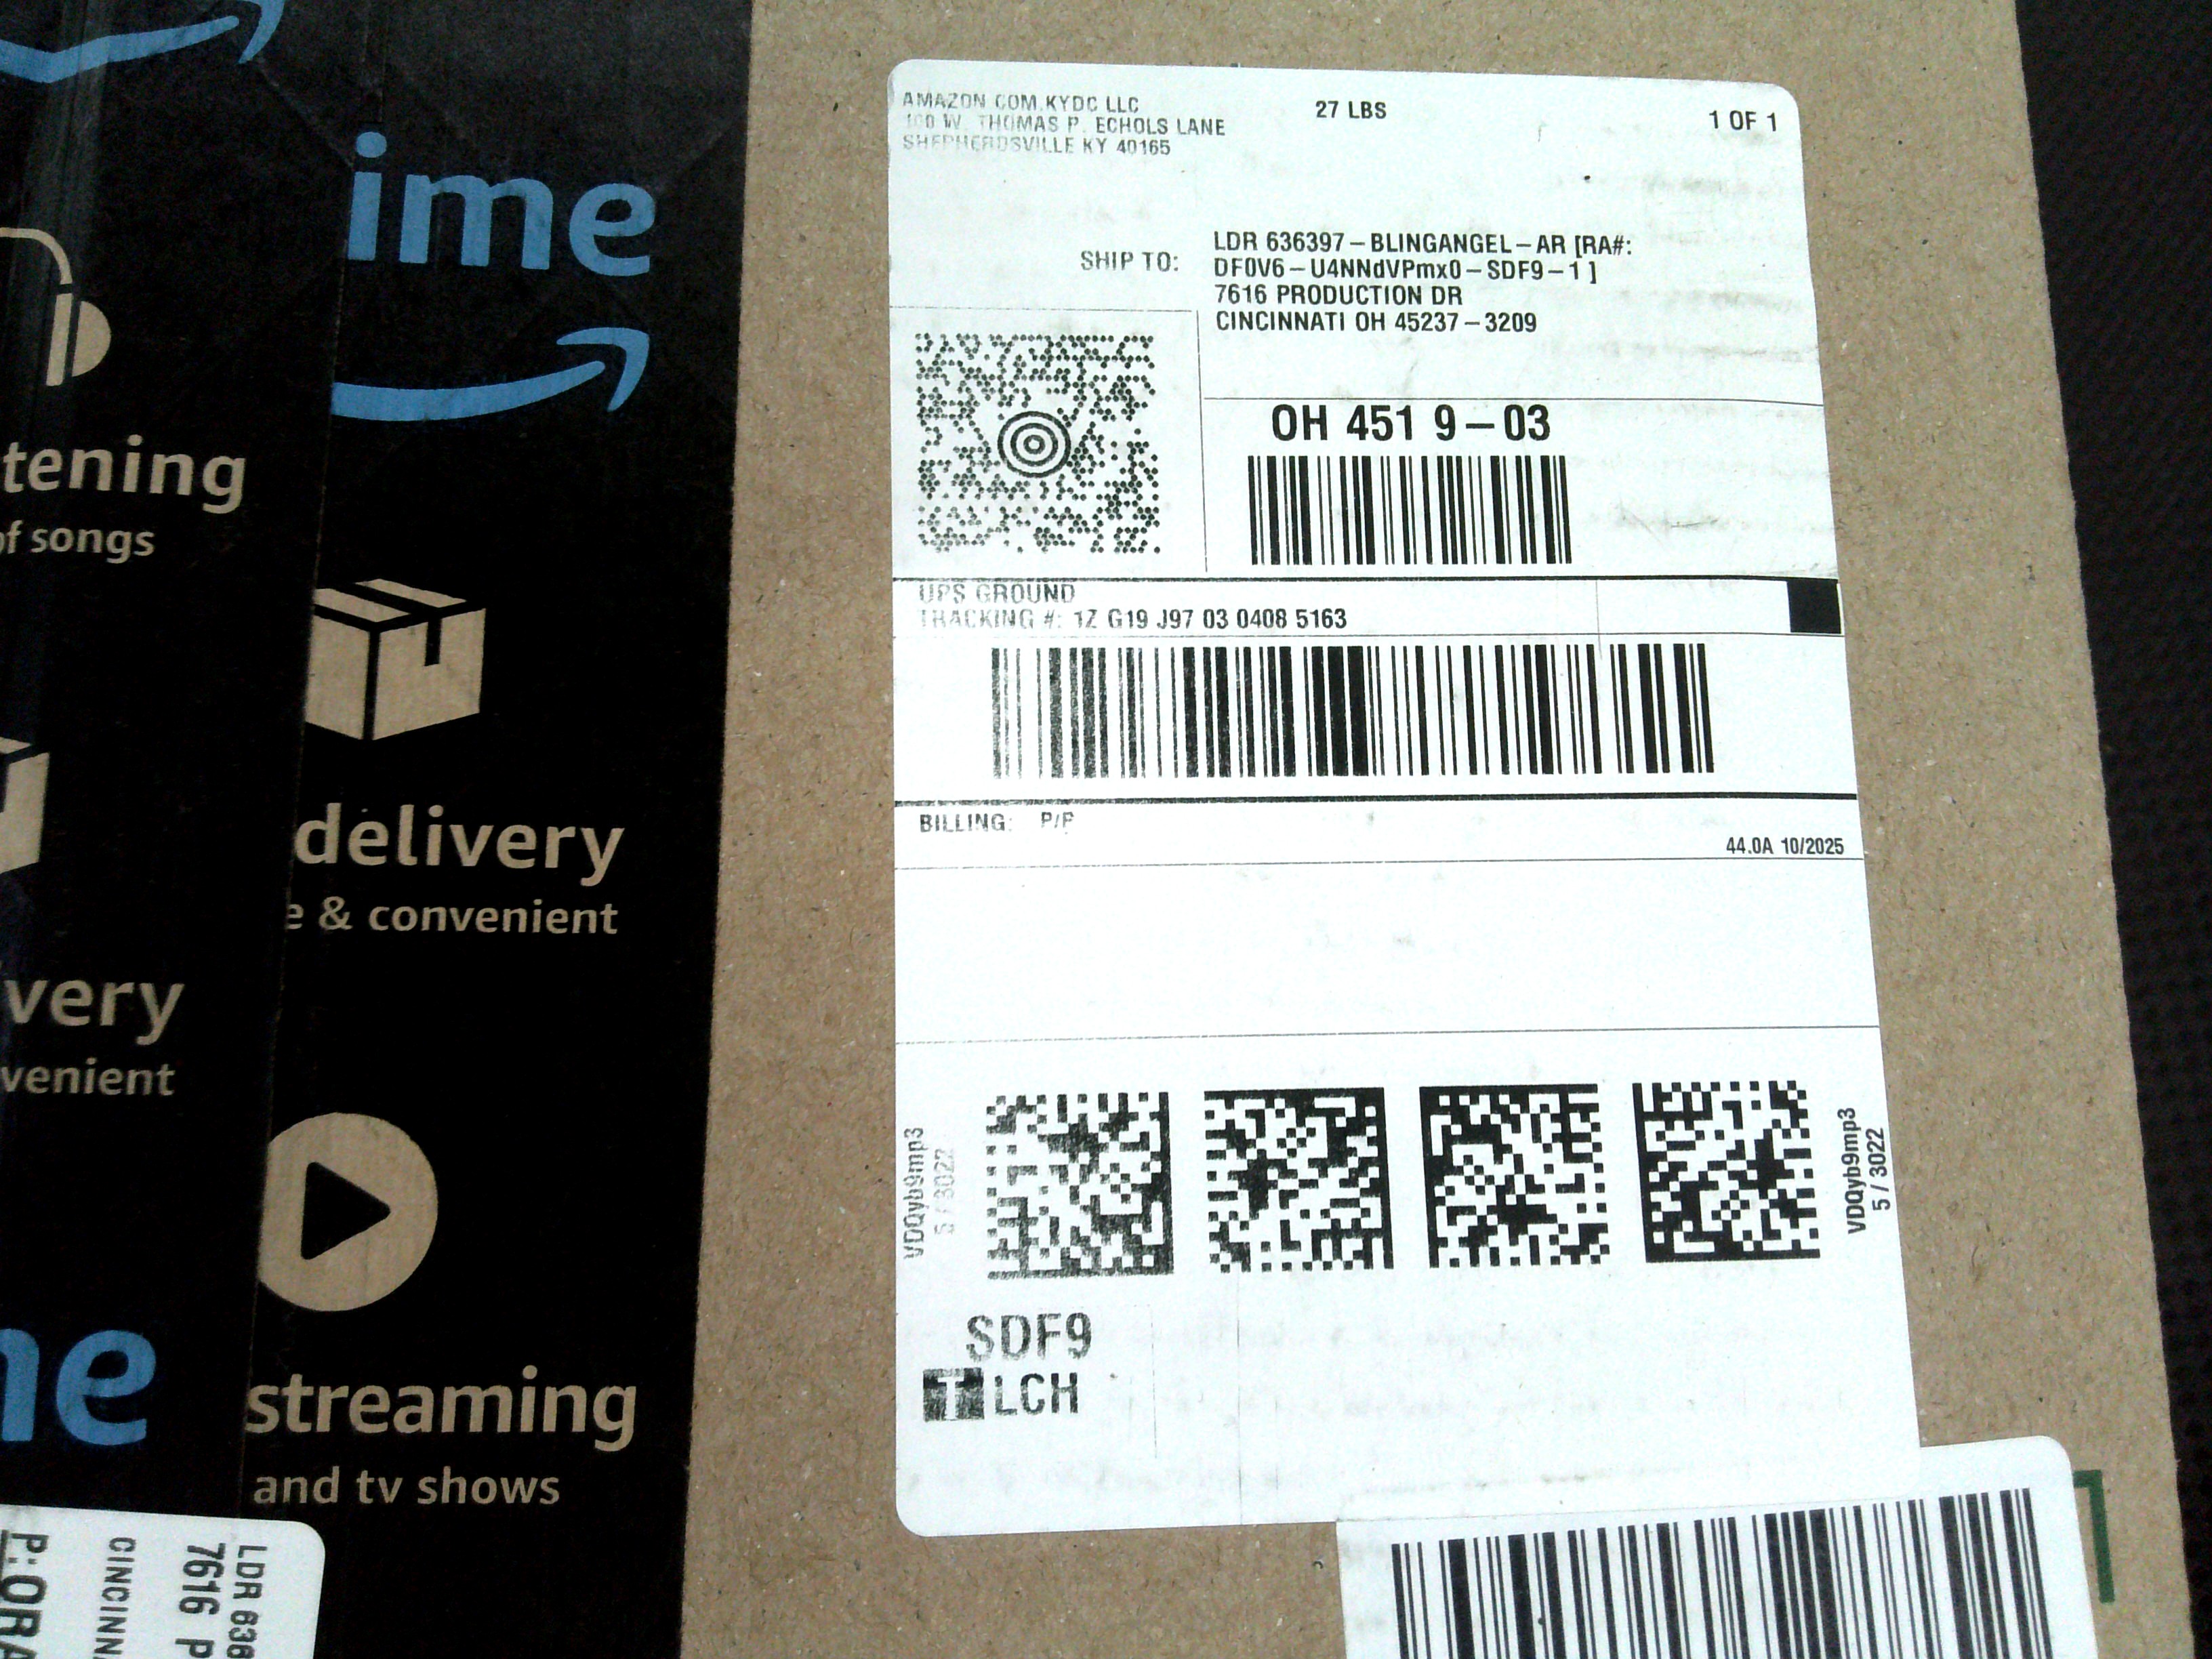 AMAZON COM.KYDC LLC
100 W. THOMAS P. ECHOLS LANE
SHEPHERDSVILLE KY 40165
27 LBS
1 OF 1
SHIP TO:
LDR 636397-BLINGANGEL-AR [RA#:
DF0V6-U4NNdVPmx0-SDF9-1 ]
7616 PRODUCTION DR
CINCINNATI OH 45237-3209
OH 451 9-03
UPS GROUND
TRACKING #: 1Z G19 J97 03 0408 5163
BILLING: P/P
44.0A 10/2025
VDQyb9mp3
5 / 3022
VDQyb9mp3
5 / 3022
SDF9
T LCH
ime
tening
of songs
delivery
e & convenient
very
venient
ne
streaming
and tv shows
LDR 636
7616 P
CINCINN
P: ORA